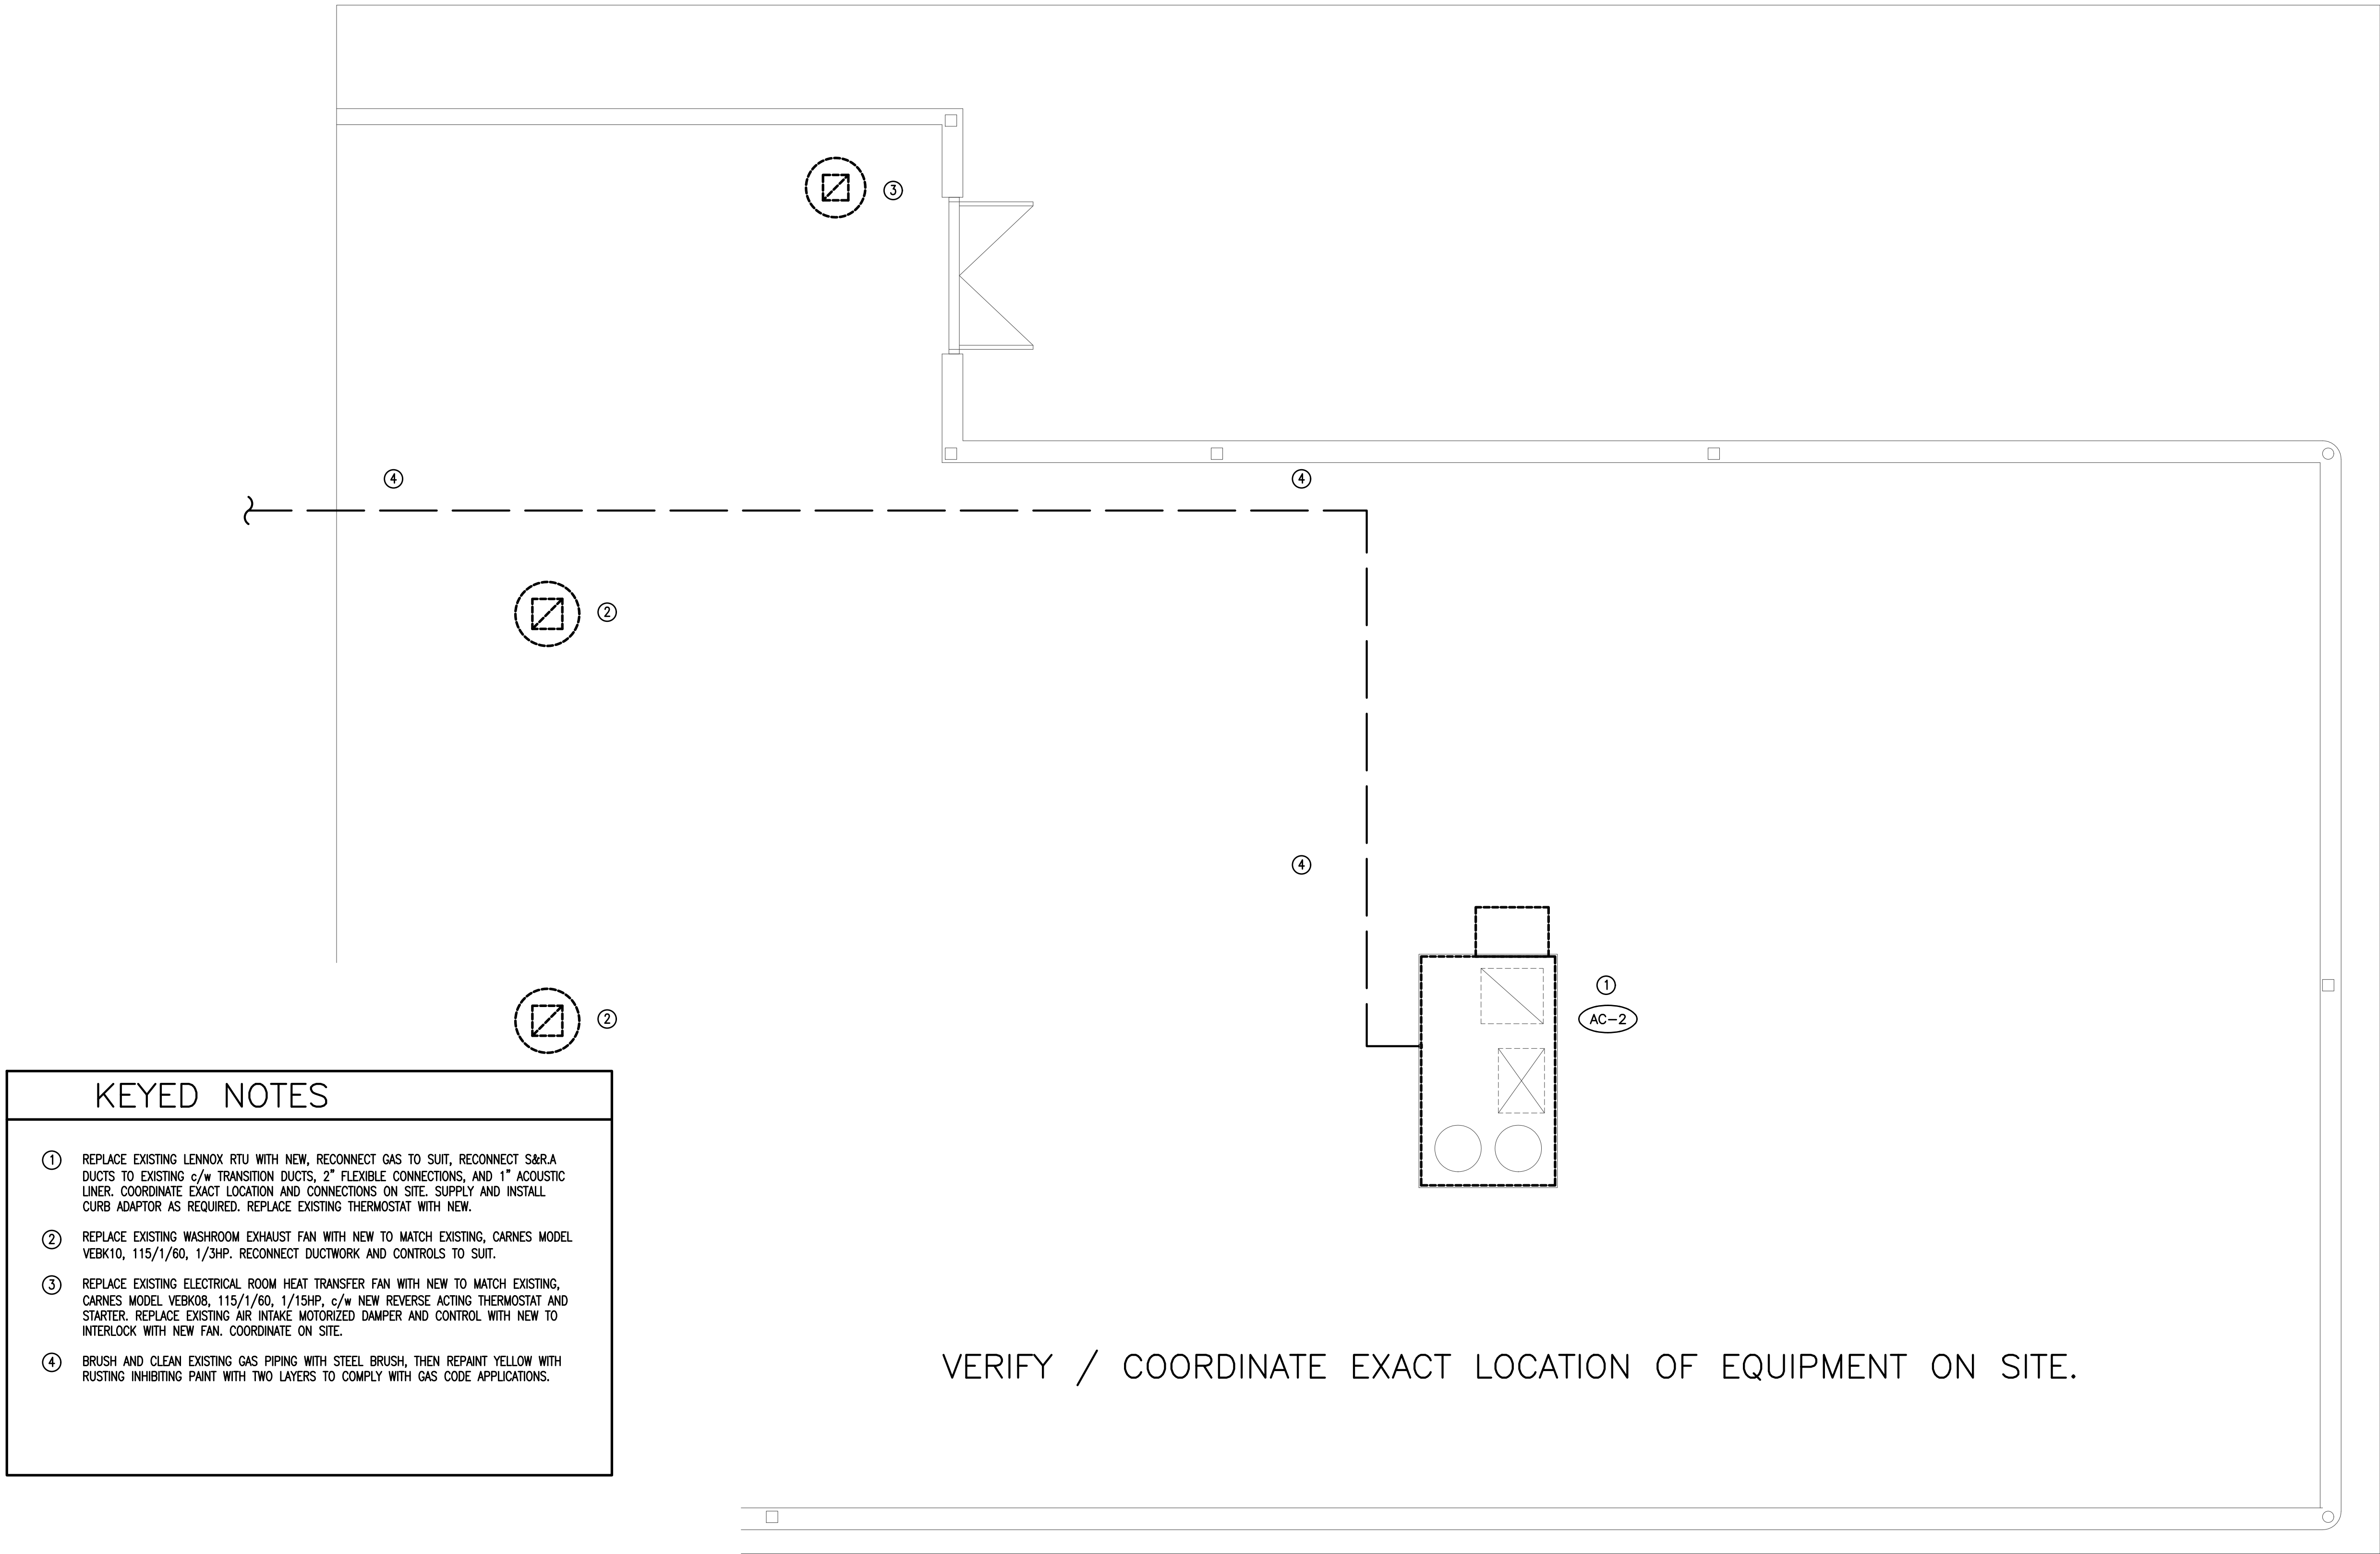 3
4
4
2
4
1
AC-2
2
KEYED NOTES
1 REPLACE EXISTING LENNOX RTU WITH NEW, RECONNECT GAS TO SUIT, RECONNECT S&R.A
DUCTS TO EXISTING c/w TRANSITION DUCTS, 2" FLEXIBLE CONNECTIONS, AND 1" ACOUSTIC
LINER. COORDINATE EXACT LOCATION AND CONNECTIONS ON SITE. SUPPLY AND INSTALL
CURB ADAPTOR AS REQUIRED. REPLACE EXISTING THERMOSTAT WITH NEW.
2 REPLACE EXISTING WASHROOM EXHAUST FAN WITH NEW TO MATCH EXISTING, CARNES MODEL
VEBK10, 115/1/60, 1/3HP. RECONNECT DUCTWORK AND CONTROLS TO SUIT.
3 REPLACE EXISTING ELECTRICAL ROOM HEAT TRANSFER FAN WITH NEW TO MATCH EXISTING,
CARNES MODEL VEBK08, 115/1/60, 1/15HP, c/w NEW REVERSE ACTING THERMOSTAT AND
STARTER. REPLACE EXISTING AIR INTAKE MOTORIZED DAMPER AND CONTROL WITH NEW TO
INTERLOCK WITH NEW FAN. COORDINATE ON SITE.
4 BRUSH AND CLEAN EXISTING GAS PIPING WITH STEEL BRUSH, THEN REPAINT YELLOW WITH
RUSTING INHIBITING PAINT WITH TWO LAYERS TO COMPLY WITH GAS CODE APPLICATIONS.
VERIFY / COORDINATE EXACT LOCATION OF EQUIPMENT ON SITE.